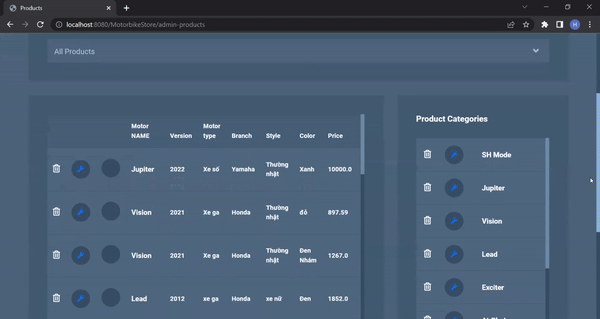 Products
localhost:8080/MotorbikeStore/admin-products
H
All Products
Motor NAME Version Motor type Branch Style Color Price
Jupiter 2022 Xe số Yamaha Thường nhật Xanh 10000.0
Vision 2021 Xe ga Honda Thường nhật đỏ 897.59
Vision 2021 Xe ga Honda Thường nhật Đen Nhám 1267.0
Lead 2012 xe ga Honda xe nữ Đen 1852.0
Product Categories
SH Mode
Jupiter
Vision
Lead
Exciter